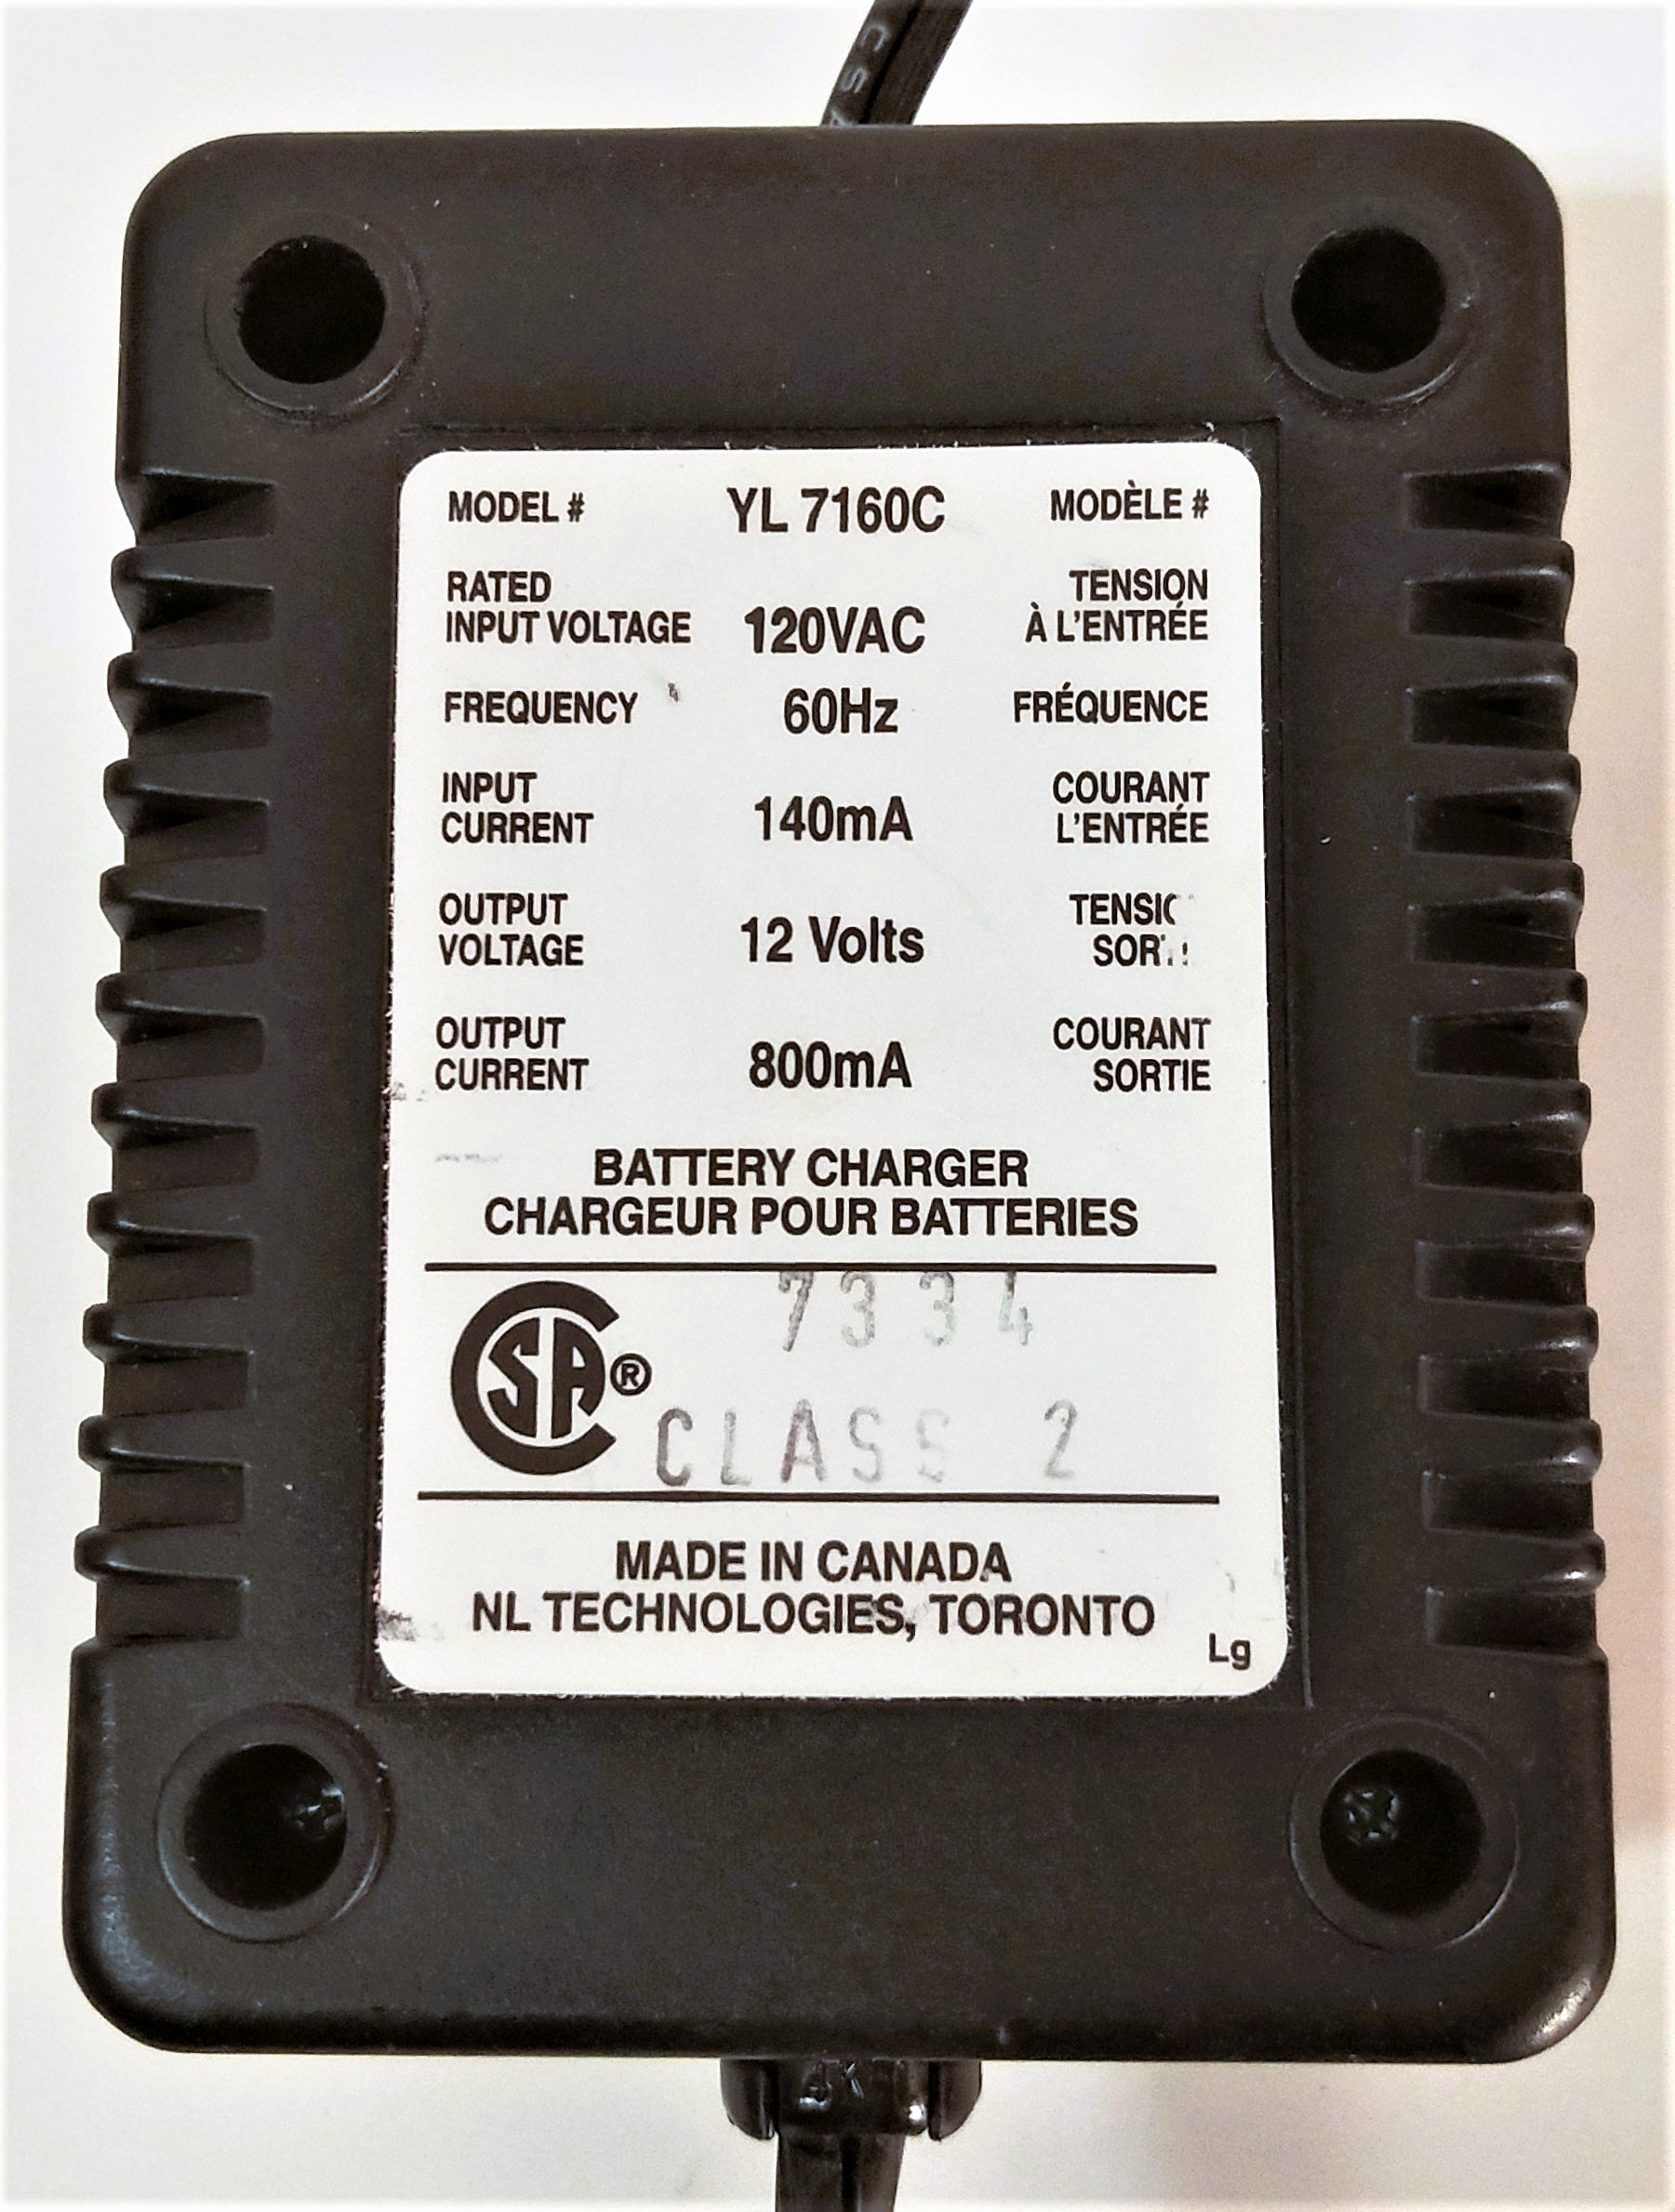 CSA
MODEL # YL 7160C MODÈLE #
RATED TENSION
INPUT VOLTAGE 120VAC À L'ENTRÉE
FREQUENCY 60Hz FRÉQUENCE
INPUT COURANT
CURRENT 140mA L'ENTRÉE
OUTPUT
VOLTAGE 12 Volts
OUTPUT COURANT
CURRENT 800mA SORTIE
BATTERY CHARGER
CHARGEUR POUR BATTERIES
7334
CSA ®
CLASS 2
MADE IN CANADA
NL TECHNOLOGIES, TORONTO
Lg